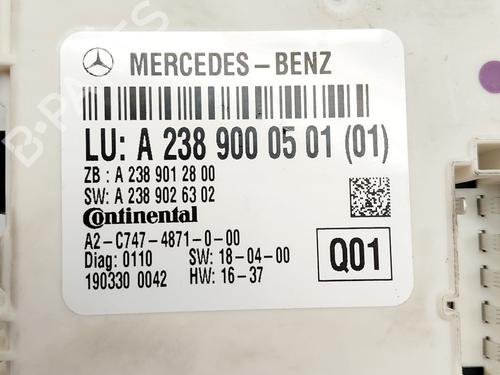 MERCEDES-BENZ
LU: A 238 900 05 01 (01)
ZB : A 238 901 28 00
SW: A 238 902 63 02
Continental
A2-C747-4871-0-00
Diag: 0110 SW: 18-04-00
190330 0042 HW: 16-37
Q01
B-PARTS